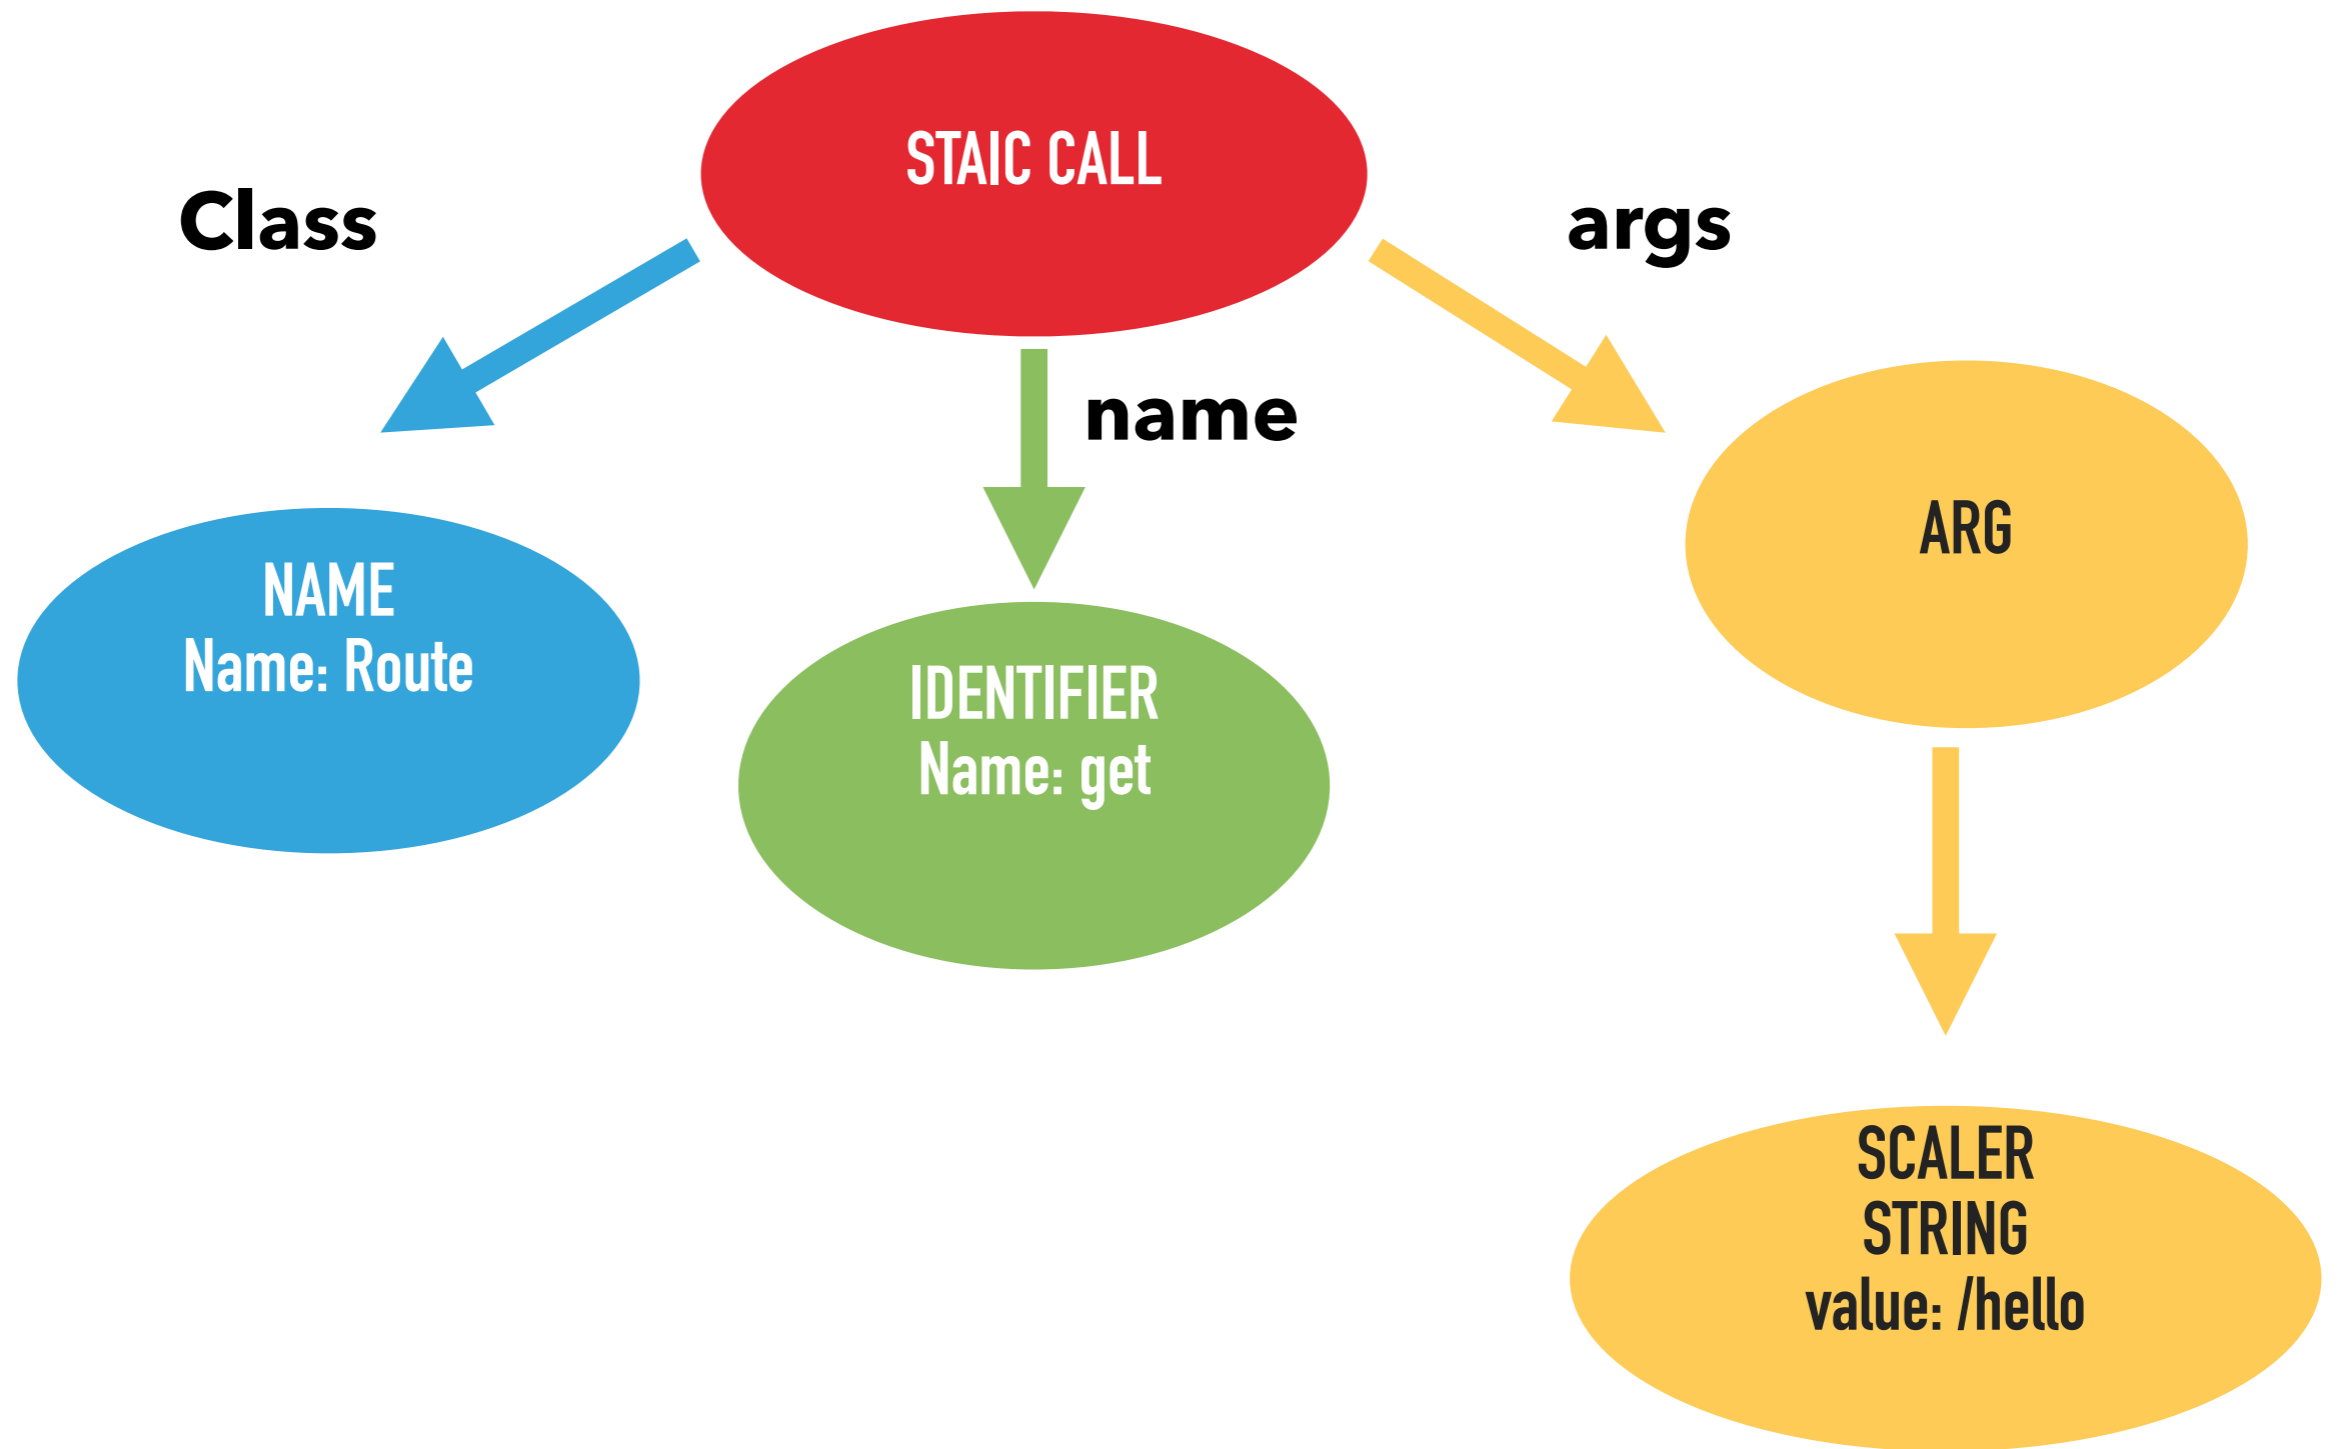 STAIC CALL
Class
args
name
NAME
Name: Route
IDENTIFIER
Name: get
ARG
SCALER
STRING
value: /hello